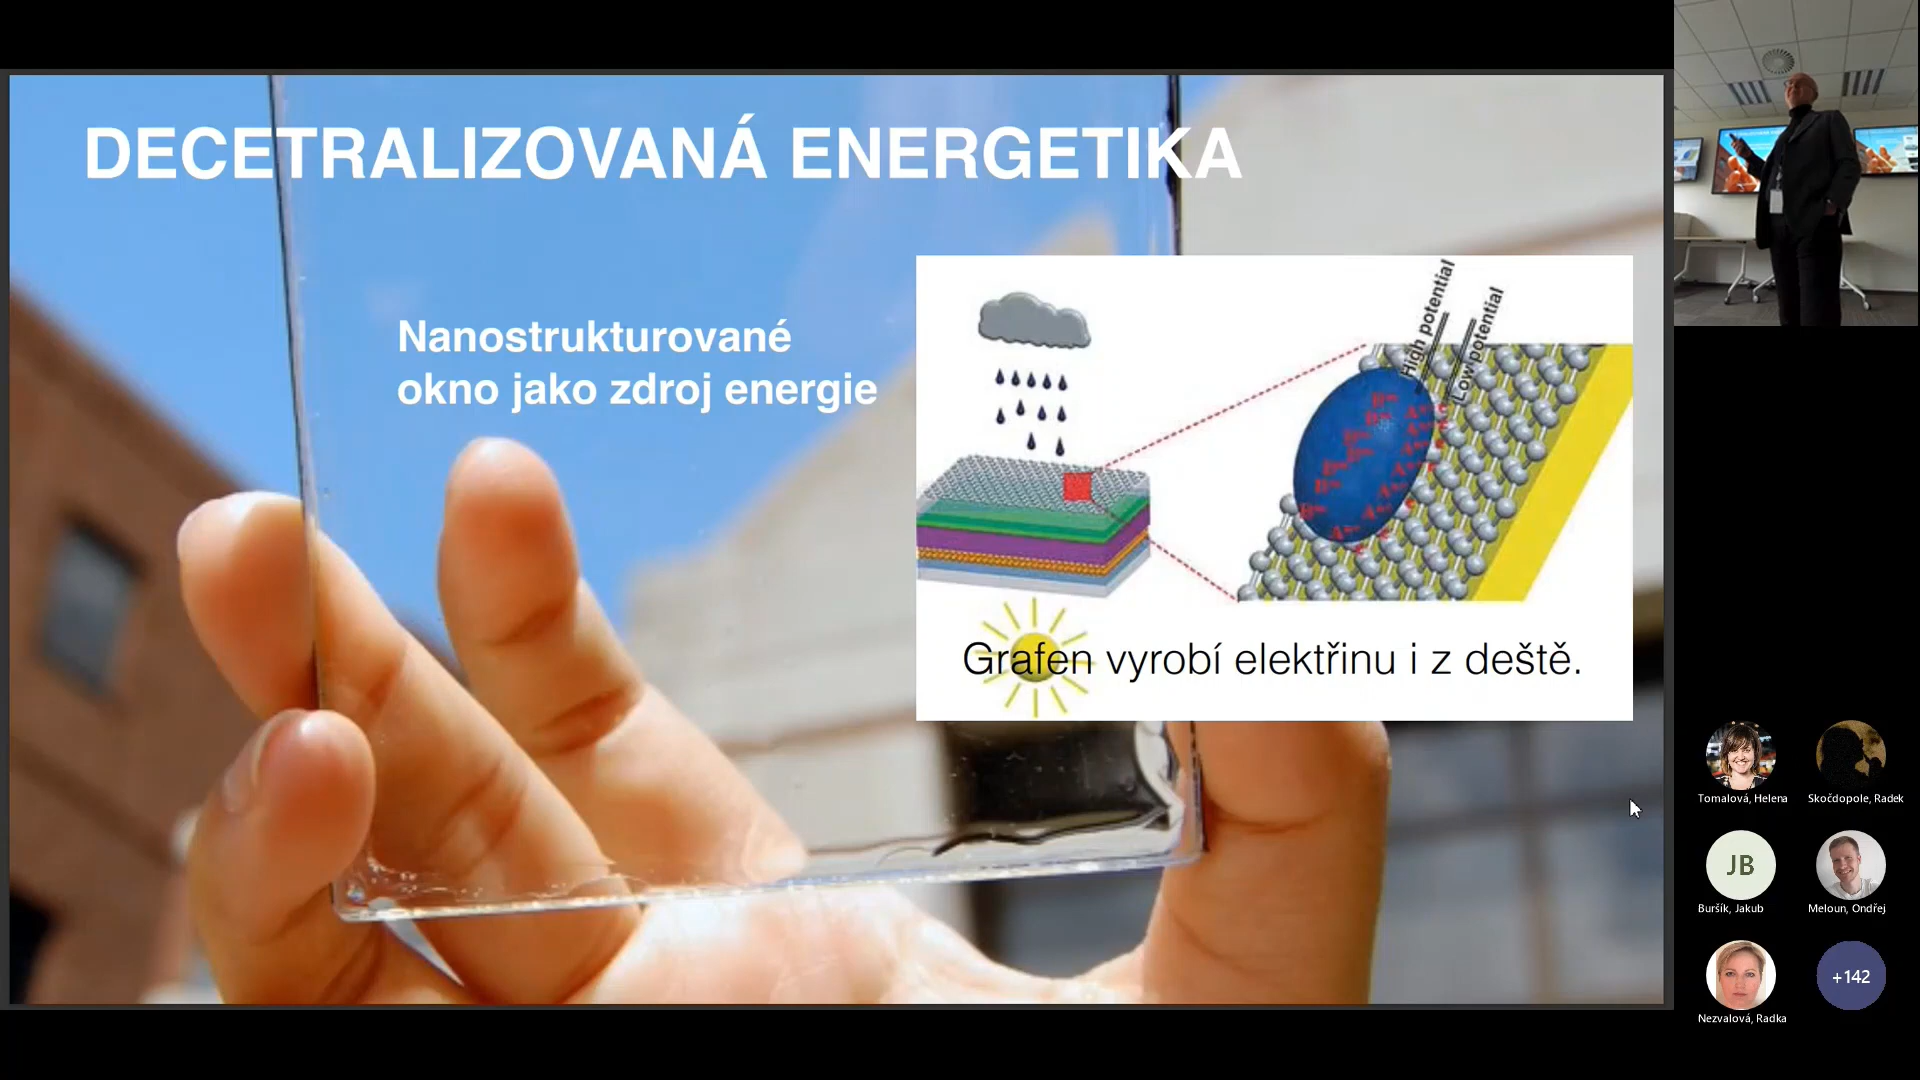 DECETRALIZOVANÁ ENERGETIKA
Nanostrukturované
okno jako zdroj energie
High potential
Low potential
Grafen vyrobí elektřinu i z deště.
Tomalová, Helena
Skočdopole, Radek
JB
Buršík, Jakub
Meloun, Ondřej
Nezvalová, Radka
+142